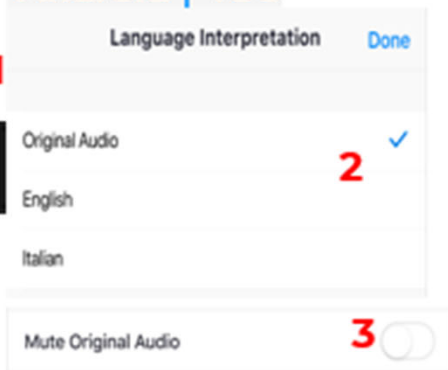 Language Interpretation Done
Original Audio
2
English
Italian
Mute Original Audio 3